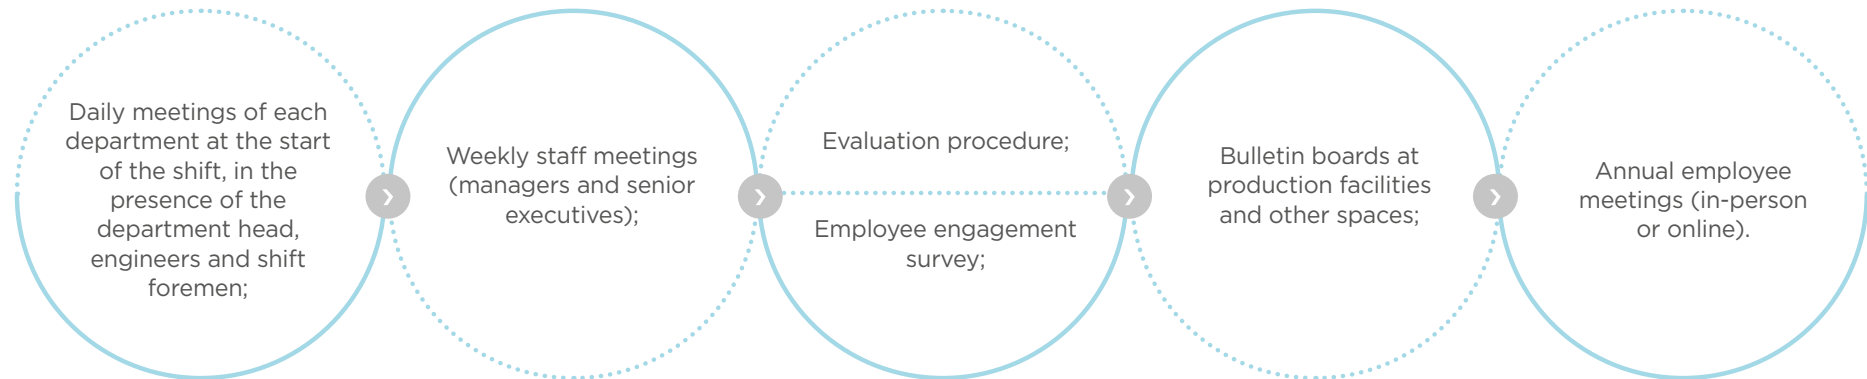 Daily meetings of each
department at the start
of the shift, in the
presence of the
department head,
engineers and shift
foremen;
Weekly staff meetings
(managers and senior
executives);
Evaluation procedure;
Employee engagement
survey;
Bulletin boards at
production facilities
and other spaces;
Annual employee
meetings (in-person
or online).